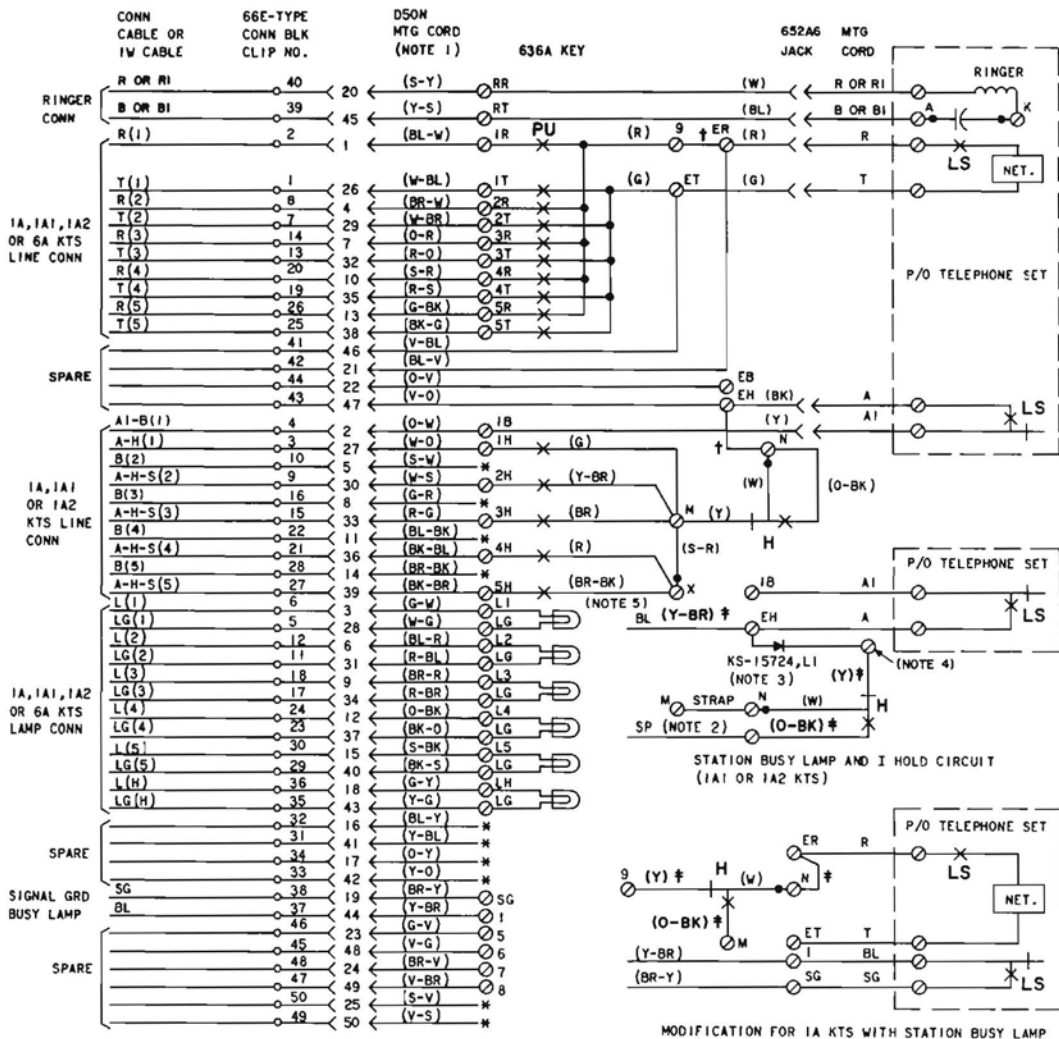 CONN CABLE OR IW CABLE
66E-TYPE CONN BLK CLIP NO.
D50N MTG CORD (NOTE 1)
636A KEY
652A6 JACK
MTG CORD
RINGER CONN
R OR R1 40 20 (S-Y) RR (W) R OR R1 RINGER
B OR B1 39 45 (Y-S) RT (BL) B OR B1 A K
1A, 1A1, 1A2 OR 6A KTS LINE CONN
R(1) 2 1 (BL-W) 1R PU (R) 9 † ER (R) R LS NET.
T(1) 1 26 (W-BL) 1T (G) ET (G) T
R(2) 8 4 (BR-W) 2R
T(2) 7 29 (W-BR) 2T
R(3) 14 7 (O-R) 3R
T(3) 13 32 (R-O) 3T
R(4) 20 10 (S-R) 4R
T(4) 19 35 (R-S) 4T
R(5) 26 13 (G-BK) 5R
T(5) 25 38 (BK-G) 5T
P/O TELEPHONE SET
SPARE
41 46 (V-BL)
42 21 (BL-V)
44 22 (O-V) EB
43 47 (V-O) EH (BK) A LS
1A, 1A1 OR 1A2 KTS LINE CONN
A1-B(1) 4 2 (O-W) 1B (Y) A1
A-H(1) 3 27 (W-O) 1H (G) † N
B(2) 10 5 (S-W) *
A-H-S(2) 9 30 (W-S) 2H (Y-BR) (W) (O-BK)
B(3) 16 8 (G-R) *
A-H-S(3) 15 33 (R-G) 3H (BR) M (Y) H
B(4) 22 11 (BL-BK) *
A-H-S(4) 21 36 (BK-BL) 4H (R) (S-R)
B(5) 28 14 (BR-BK) *
A-H-S(5) 27 39 (BK-BR) 5H (BR-BK) (NOTE 5) X
1A, 1A1, 1A2 OR 6A KTS LAMP CONN
L(1) 6 3 (G-W) L1
LG(1) 5 28 (W-G) LG
L(2) 12 6 (BL-R) L2
LG(2) 11 31 (R-BL) LG
L(3) 18 9 (BR-R) L3
LG(3) 17 34 (R-BR) LG
L(4) 24 12 (O-BK) L4
LG(4) 23 37 (BK-O) LG
L(5) 30 15 (S-BK) L5
LG(5) 29 40 (BK-S) LG
L(H) 36 18 (G-Y) LH
LG(H) 35 43 (Y-G) LG
P/O TELEPHONE SET
1B A1 LS
BL (Y-BR) ‡ EH A
KS-15724,L1 (NOTE 3)
(NOTE 4)
(Y)‡
M STRAP N (W) H
SP (NOTE 2) (O-BK) ‡
STATION BUSY LAMP AND I HOLD CIRCUIT
(1A1 OR 1A2 KTS)
SPARE
32 16 (BL-Y) *
31 41 (Y-BL) *
34 17 (O-Y) *
33 42 (Y-O) *
SIGNAL GRD SG 38 19 (BR-Y) SG
BUSY LAMP BL 37 44 (Y-BR) 1
SPARE
46 23 (G-V) 5
45 48 (V-G) 6
48 24 (BR-V) 7
47 49 (V-BR) 8
50 25 (S-V) *
49 50 (V-S) *
P/O TELEPHONE SET
ER R LS
9 (Y) ‡ H (W) N ‡
NET.
(O-BK) ‡ M
ET T
(Y-BR) 1 BL
(BR-Y) SG SG LS
MODIFICATION FOR 1A KTS WITH STATION BUSY LAMP